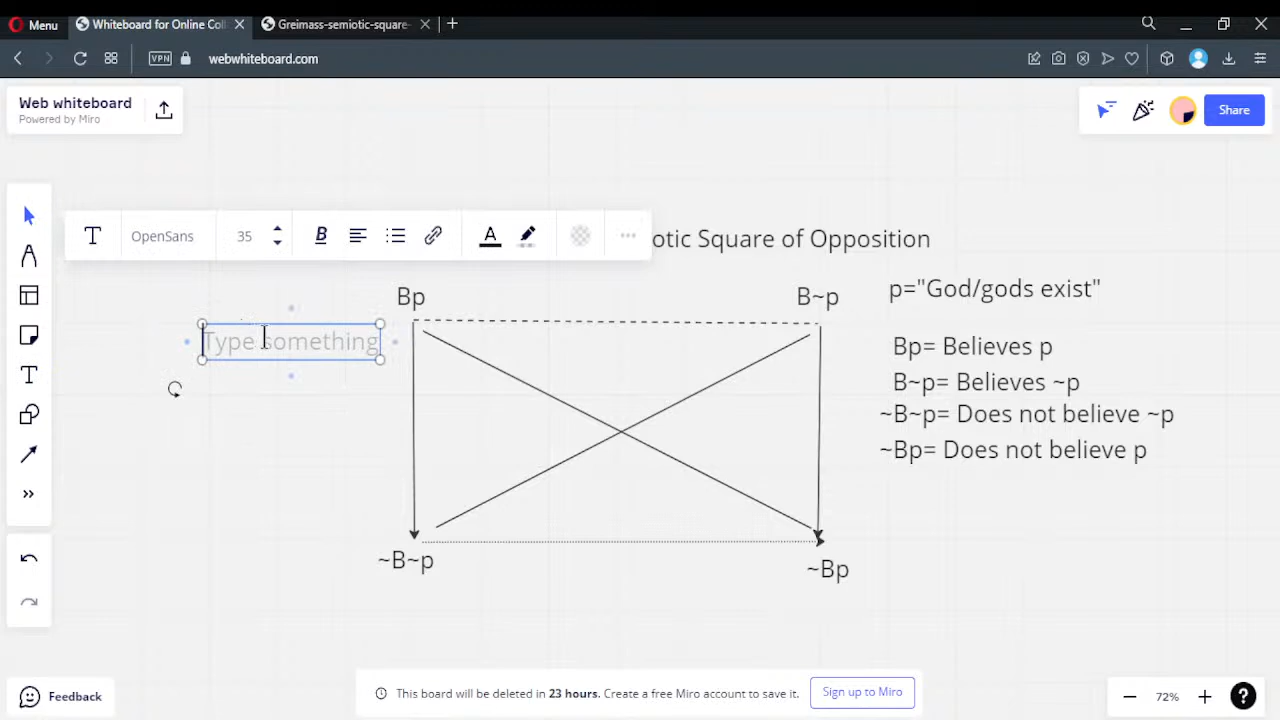 Menu
Whiteboard for Online Coll
Greimass-semiotic-square-
VPN
webwhiteboard.com
Web whiteboard
Powered by Miro
Share
OpenSans
35
B
A
otic Square of Opposition
Bp
B~p
p="God/gods exist"
Type something
Bp= Believes p
B~p= Believes ~p
~B~p= Does not believe ~p
~Bp= Does not believe p
~B~p
~Bp
Feedback
This board will be deleted in 23 hours. Create a free Miro account to save it.
Sign up to Miro
72%